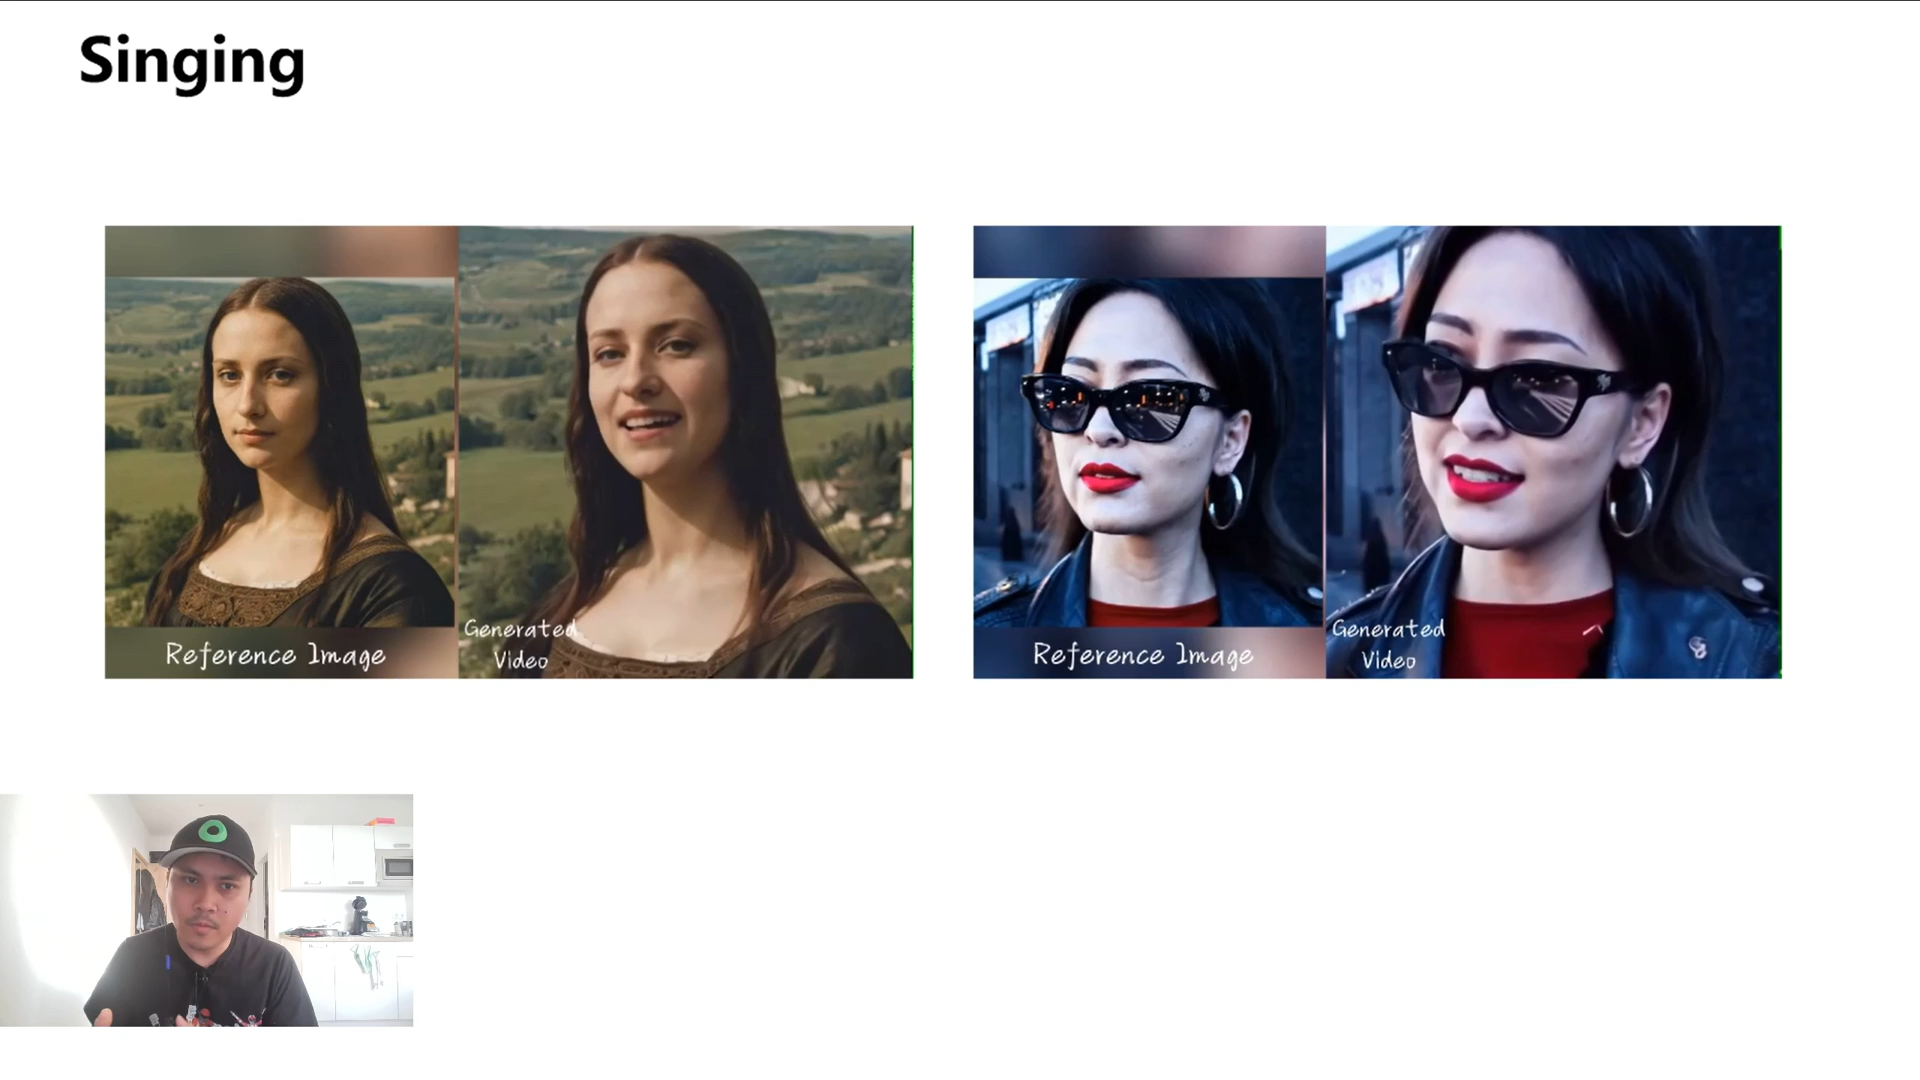 Singing
Reference Image
Generated
Video
Reference Image
Generated
Video